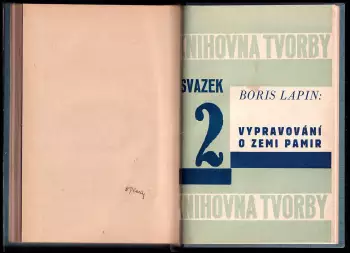 KNIHOVNA TVORBY
SVAZEK
2
BORIS LAPIN:
VYPRAVOVÁNÍ
O ZEMI PAMIR
KNIHOVNA TVORBY